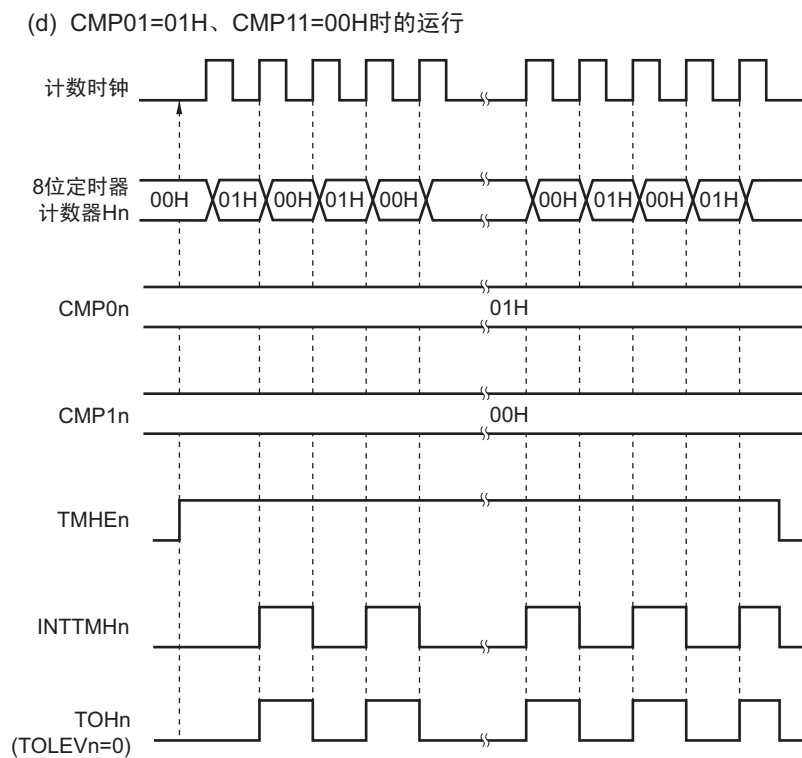 (d) CMP01=01H、CMP11=00H时的运行
计数时钟
8位定时器
计数器Hn
00H 01H 00H 01H 00H 00H 01H 00H 01H
CMP0n
01H
CMP1n
00H
TMHEn
INTTMHn
TOHn
(TOLEVn=0)